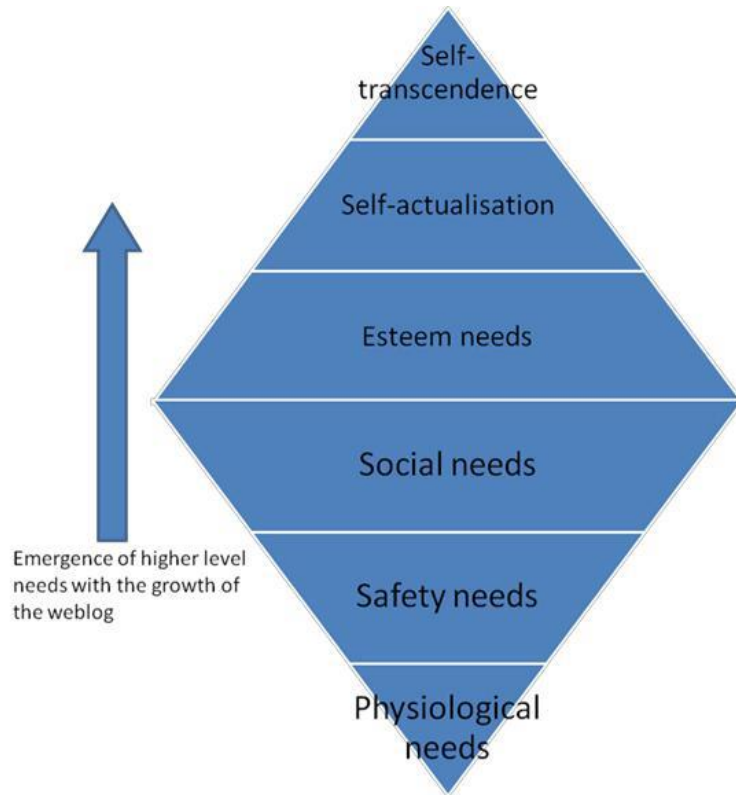 Self-
transcendence
Self-actualisation
Esteem needs
Social needs
Safety needs
Physiological
needs
Emergence of higher level
needs with the growth of
the weblog